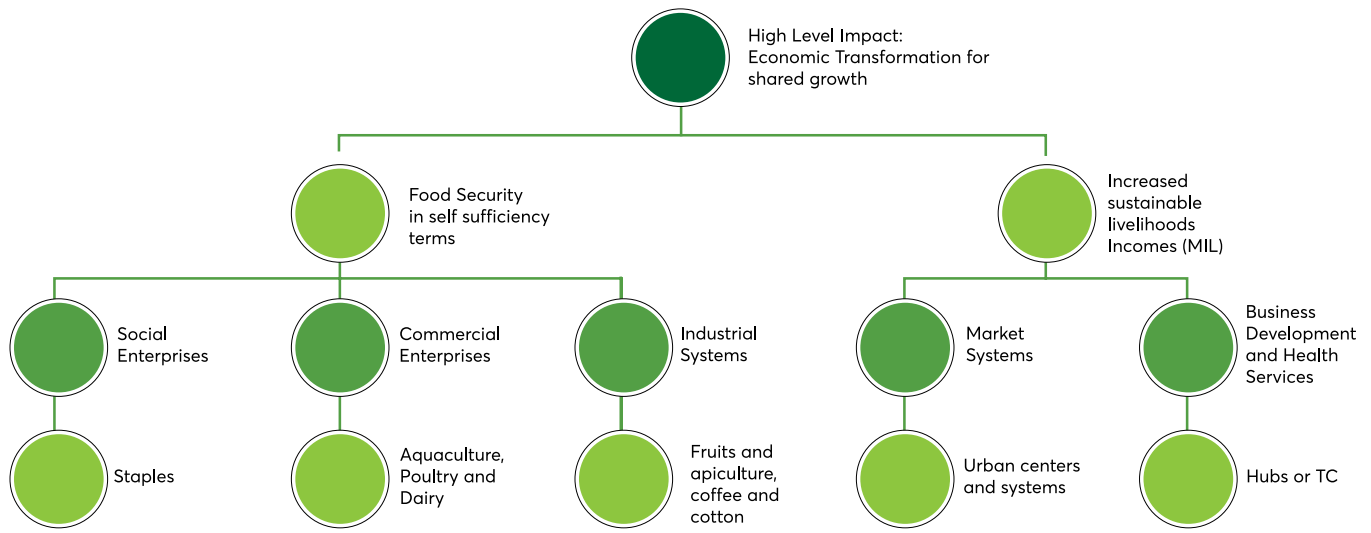 High Level Impact:
Economic Transformation for
shared growth
Food Security
in self sufficiency
terms
Increased
sustainable
livelihoods
Incomes (MIL)
Social
Enterprises
Commercial
Enterprises
Industrial
Systems
Market
Systems
Business
Development
and Health
Services
Staples
Aquaculture,
Poultry and
Dairy
Fruits and
apiculture,
coffee and
cotton
Urban centers
and systems
Hubs or TC